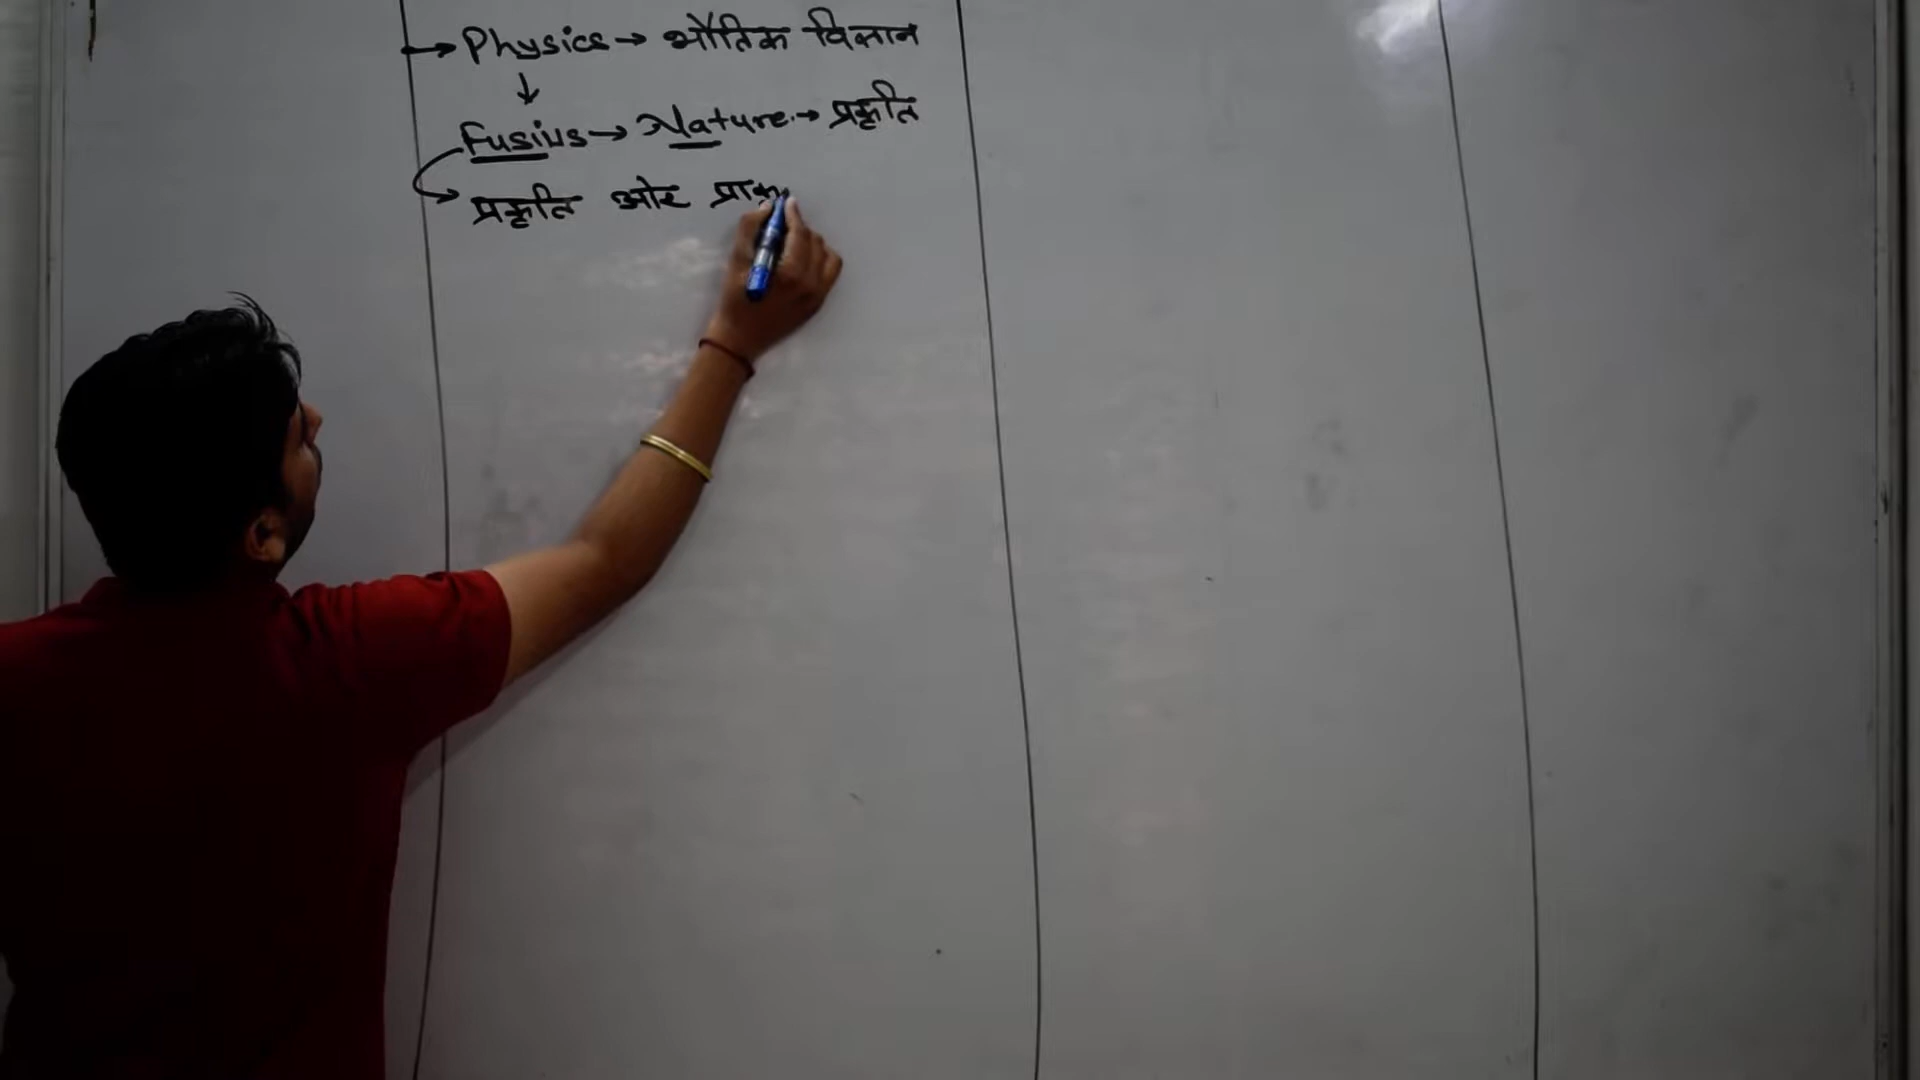 → Physics → भौतिक विज्ञान
↓
Fusius → Nature → प्रकृति
→ प्रकृति और प्राकृ